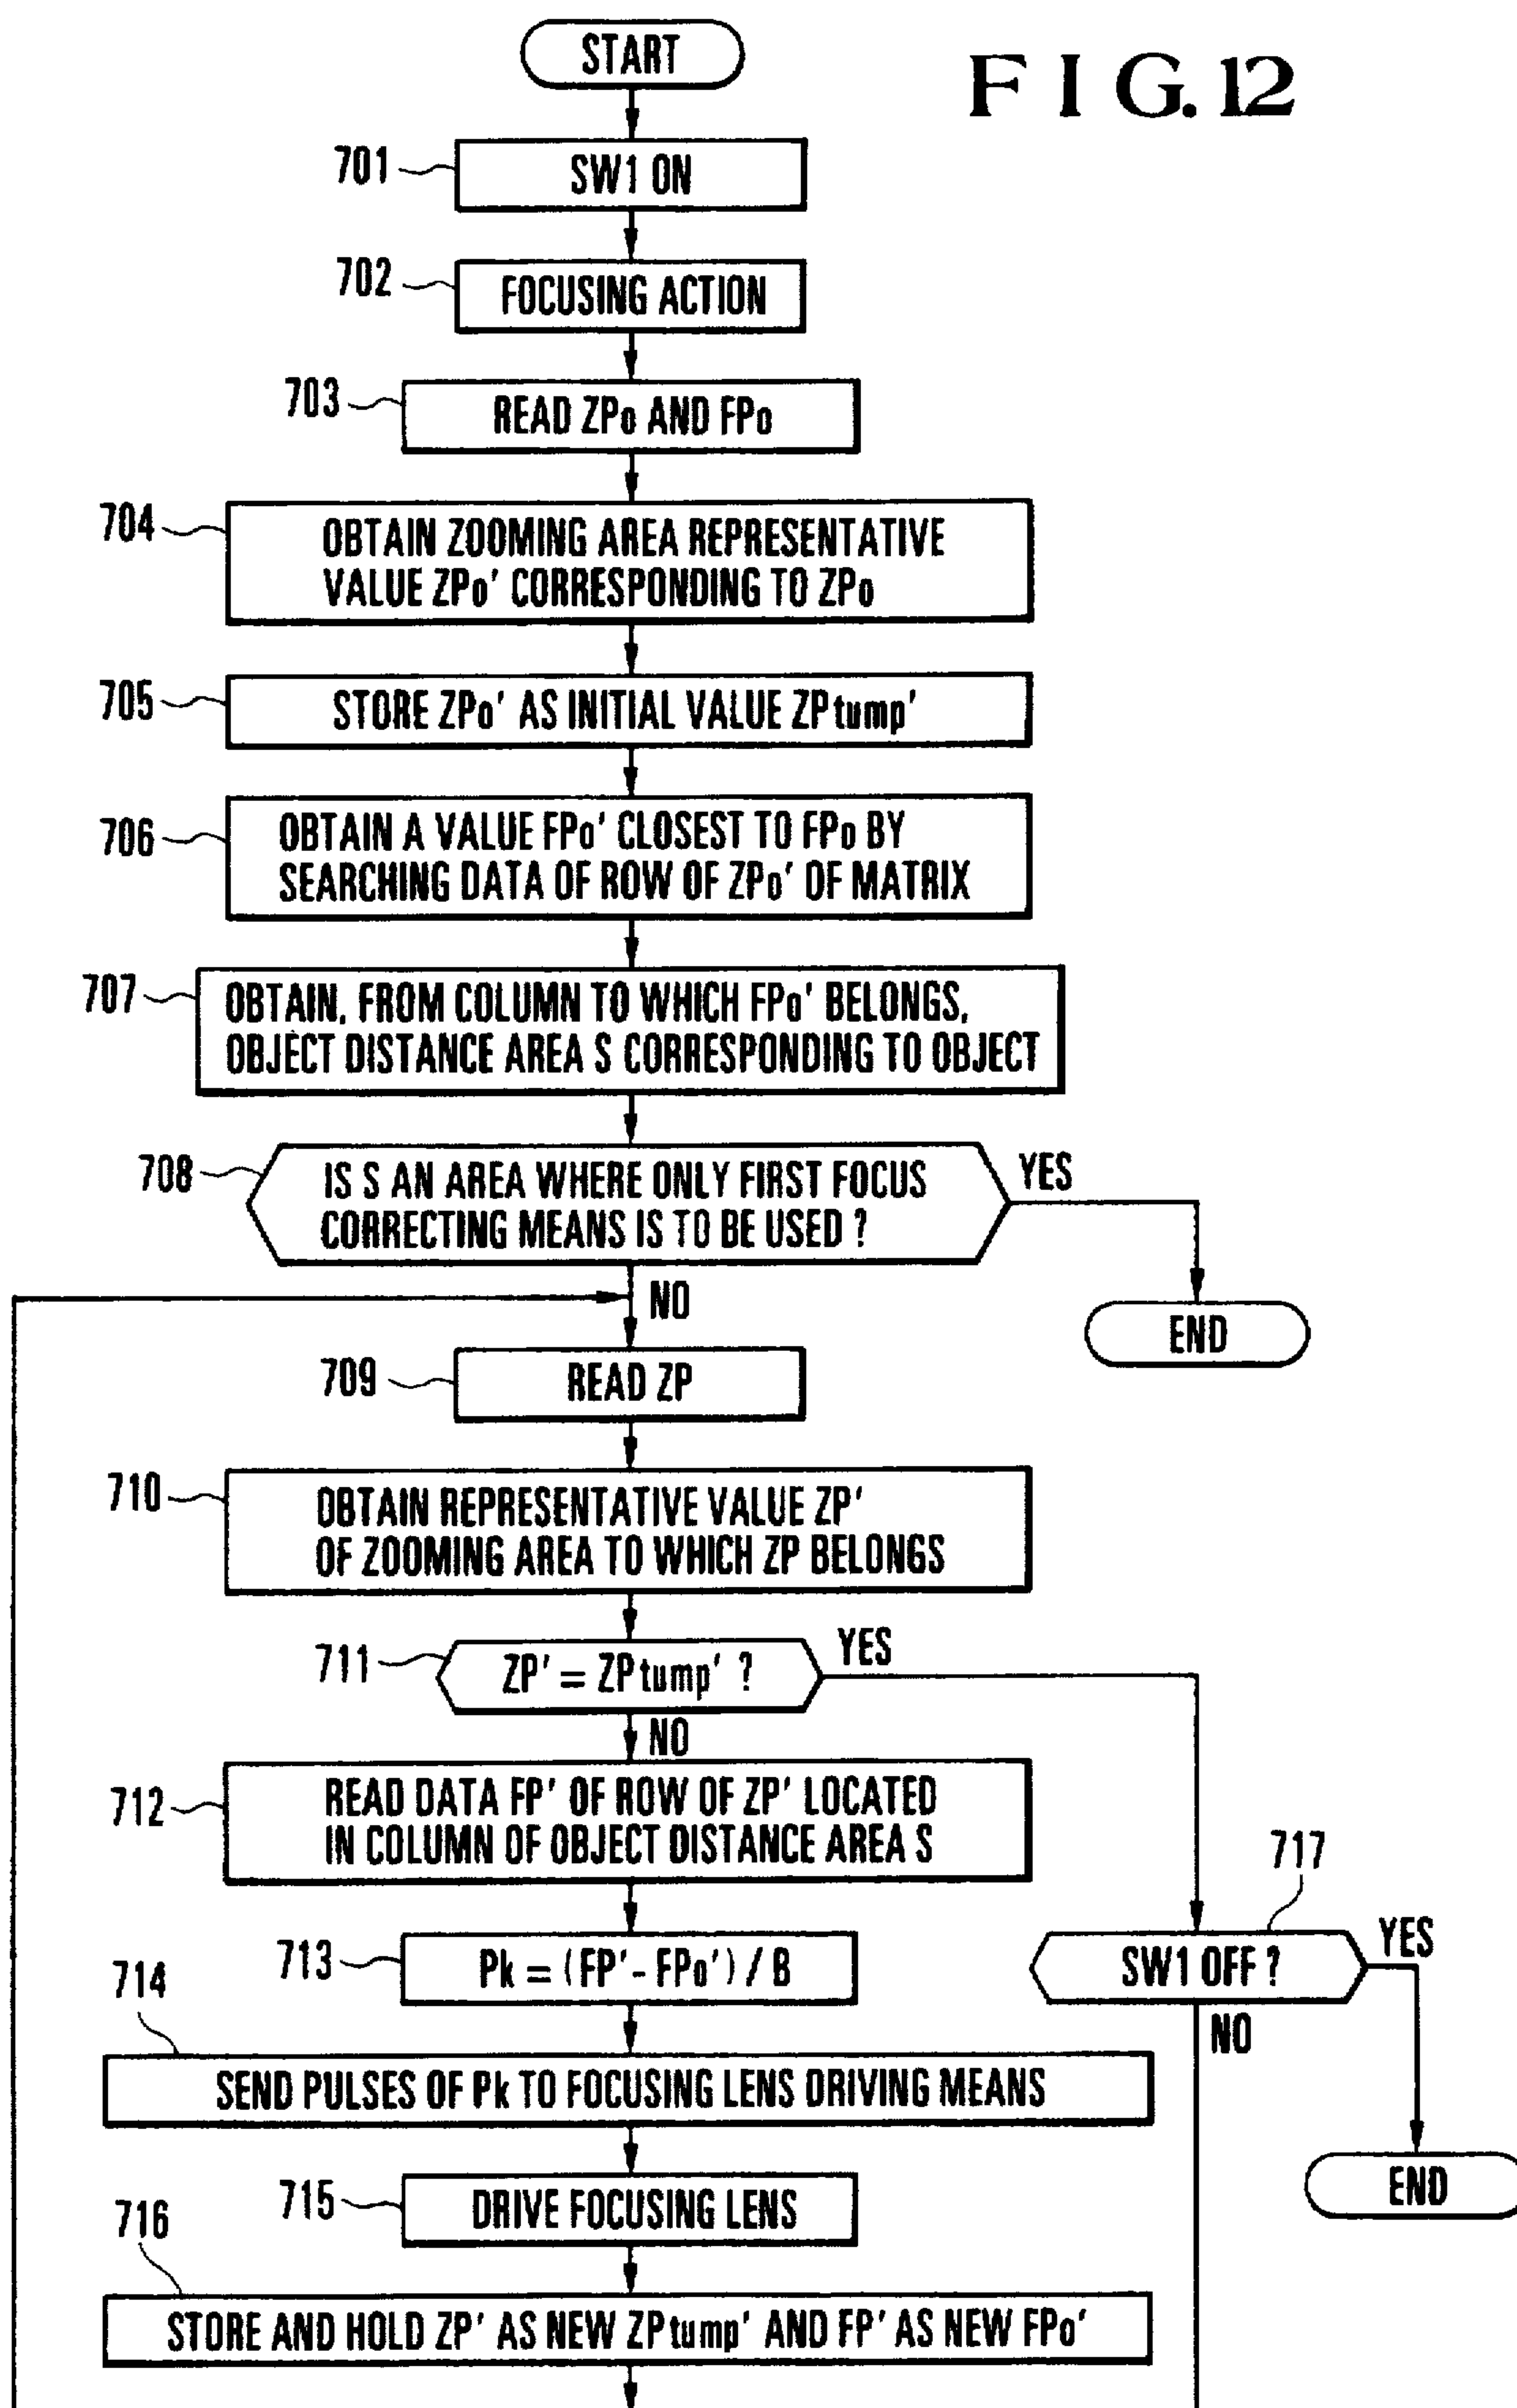 START
FIG.12
701
SW1 ON
702
FOCUSING ACTION
703
READ ZPo AND FPo
704
OBTAIN ZOOMING AREA REPRESENTATIVE
VALUE ZPo' CORRESPONDING TO ZPo
705
STORE ZPo' AS INITIAL VALUE ZPtump'
706
OBTAIN A VALUE FPo' CLOSEST TO FPo BY
SEARCHING DATA OF ROW OF ZPo' OF MATRIX
707
OBTAIN, FROM COLUMN TO WHICH FPo' BELONGS,
OBJECT DISTANCE AREA S CORRESPONDING TO OBJECT
708
IS S AN AREA WHERE ONLY FIRST FOCUS
CORRECTING MEANS IS TO BE USED ?
YES
NO
END
709
READ ZP
710
OBTAIN REPRESENTATIVE VALUE ZP'
OF ZOOMING AREA TO WHICH ZP BELONGS
711
ZP' = ZPtump' ?
YES
NO
712
READ DATA FP' OF ROW OF ZP' LOCATED
IN COLUMN OF OBJECT DISTANCE AREA S
717
SW1 OFF ?
YES
NO
END
713
Pk = (FP' - FPo') / B
714
SEND PULSES OF Pk TO FOCUSING LENS DRIVING MEANS
715
DRIVE FOCUSING LENS
716
STORE AND HOLD ZP' AS NEW ZPtump' AND FP' AS NEW FPo'